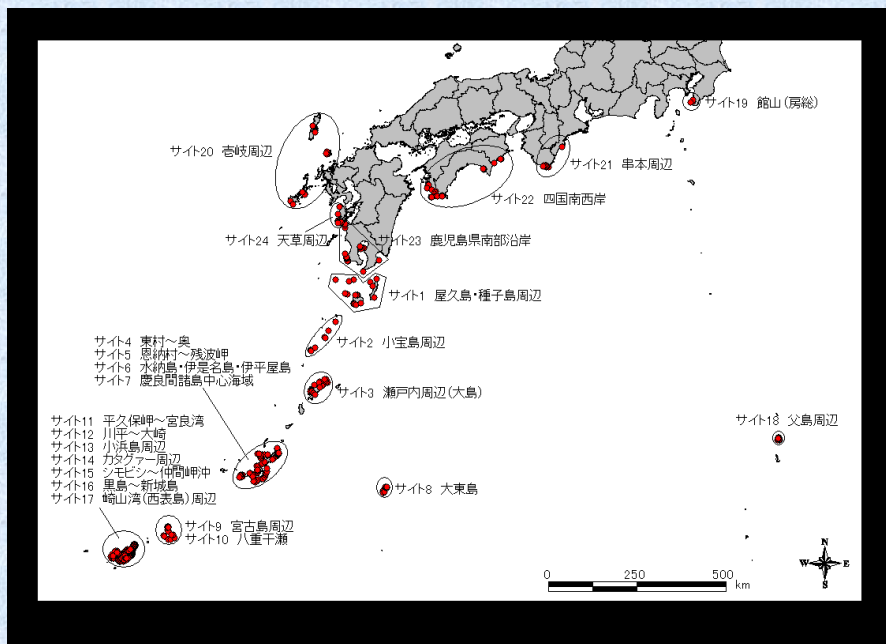 サイト19 館山(房総)
サイト20 壱岐周辺
サイト21 串本周辺
サイト22 四国南西岸
サイト24 天草周辺
サイト23 鹿児島県南部沿岸
サイト1 屋久島・種子島周辺
サイト2 小宝島周辺
サイト4 東村～奥
サイト5 恩納村～残波岬
サイト6 水納島・伊是名島・伊平屋島
サイト7 慶良間諸島中心海域
サイト3 瀬戸内周辺(大島)
サイト11 平久保岬～宮良湾
サイト12 川平～大崎
サイト13 小浜島周辺
サイト14 カタグァー周辺
サイト15 シモビシ～仲間岬沖
サイト16 黒島～新城島
サイト17 崎山湾(西表島)周辺
サイト18 父島周辺
サイト8 大東島
サイト9 宮古島周辺
サイト10 八重干瀬
N
W E
S
0 250 500
km